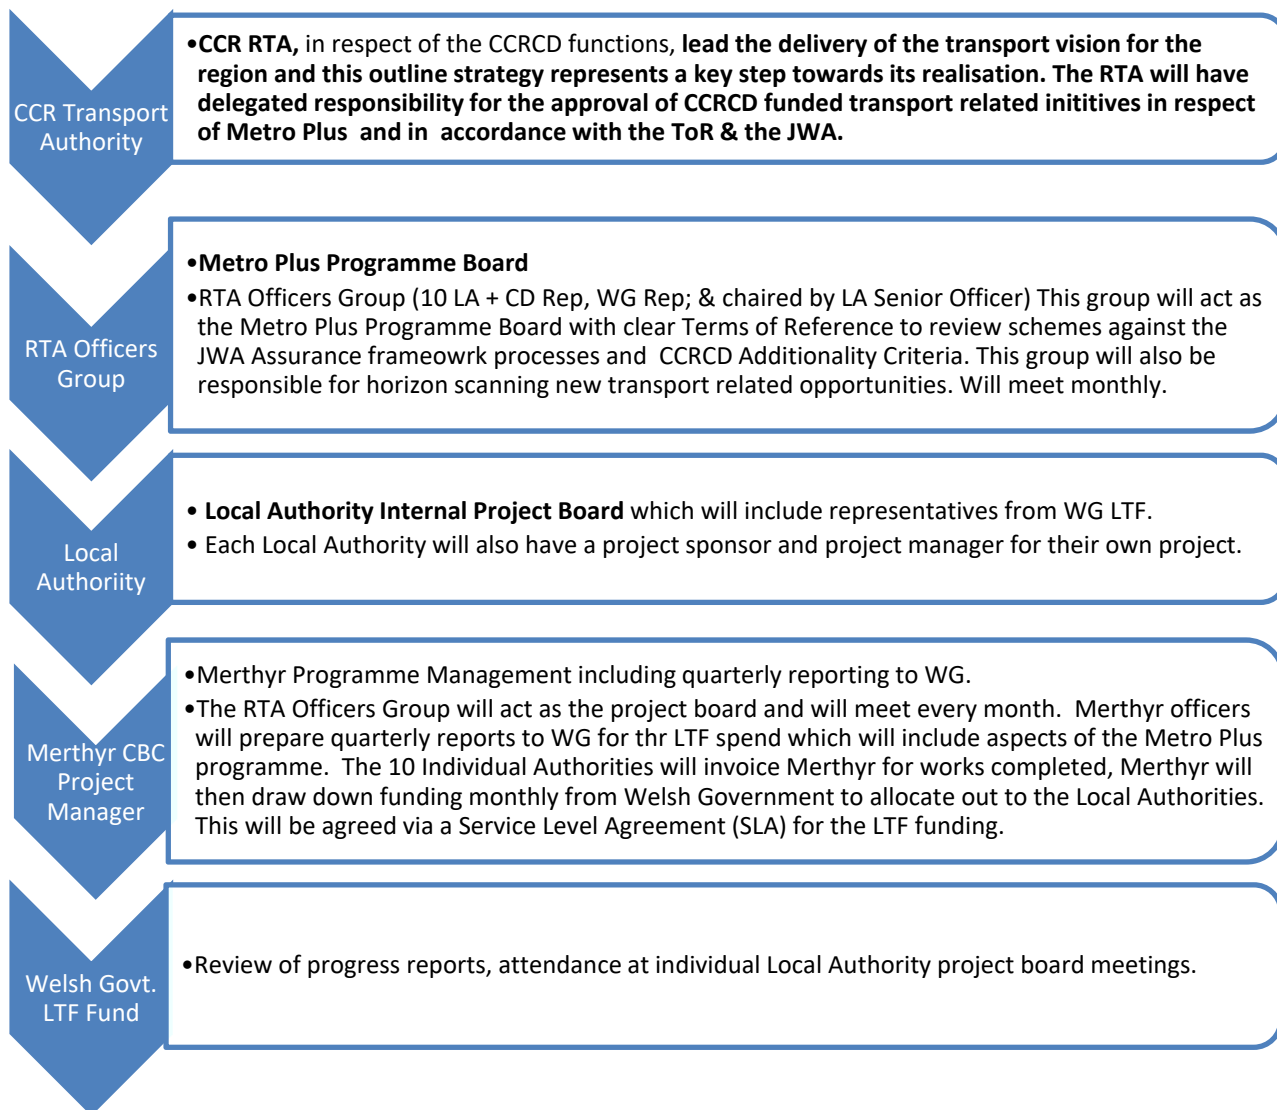 CCR Transport
Authority
•CCR RTA, in respect of the CCRCD functions, lead the delivery of the transport vision for the
region and this outline strategy represents a key step towards its realisation. The RTA will have
delegated responsibility for the approval of CCRCD funded transport related inititives in respect
of Metro Plus and in accordance with the ToR & the JWA.
RTA Officers
Group
•Metro Plus Programme Board
•RTA Officers Group (10 LA + CD Rep, WG Rep; & chaired by LA Senior Officer) This group will act as
the Metro Plus Programme Board with clear Terms of Reference to review schemes against the
JWA Assurance frameowrk processes and CCRCD Additionality Criteria. This group will also be
responsible for horizon scanning new transport related opportunities. Will meet monthly.
Local
Authoriity
• Local Authority Internal Project Board which will include representatives from WG LTF.
• Each Local Authority will also have a project sponsor and project manager for their own project.
Merthyr CBC
Project
Manager
•Merthyr Programme Management including quarterly reporting to WG.
•The RTA Officers Group will act as the project board and will meet every month. Merthyr officers
will prepare quarterly reports to WG for thr LTF spend which will include aspects of the Metro Plus
programme. The 10 Individual Authorities will invoice Merthyr for works completed, Merthyr will
then draw down funding monthly from Welsh Government to allocate out to the Local Authorities.
This will be agreed via a Service Level Agreement (SLA) for the LTF funding.
Welsh Govt.
LTF Fund
•Review of progress reports, attendance at individual Local Authority project board meetings.